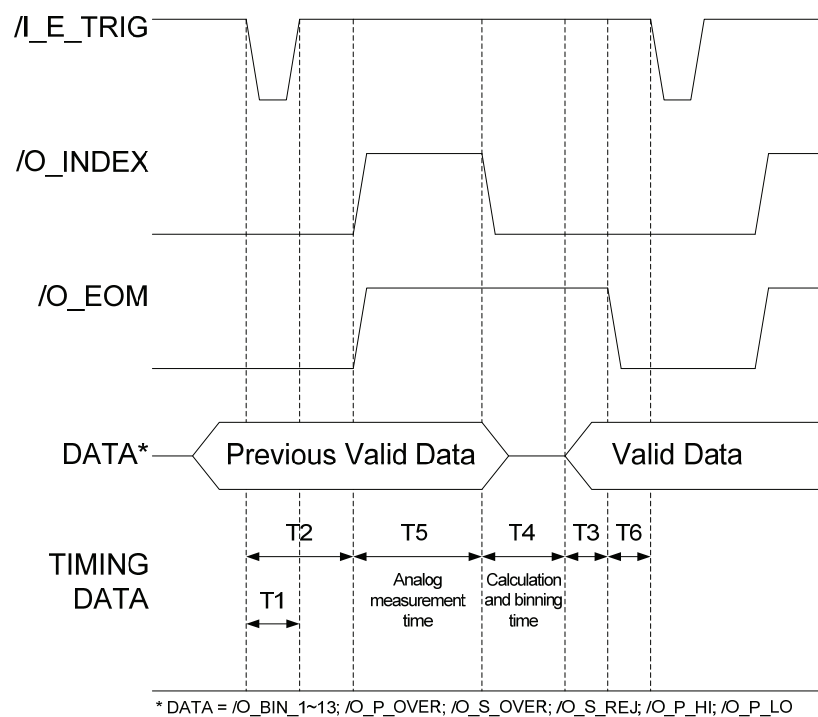 /I_E_TRIG
/O_INDEX
/O_EOM
DATA*
Previous Valid Data
Valid Data
T2
T5
T4
T3
T6
TIMING
DATA
T1
Analog
measurement
time
Calculation
and binning
time
* DATA = /O_BIN_1~13; /O_P_OVER; /O_S_OVER; /O_S_REJ; /O_P_HI; /O_P_LO